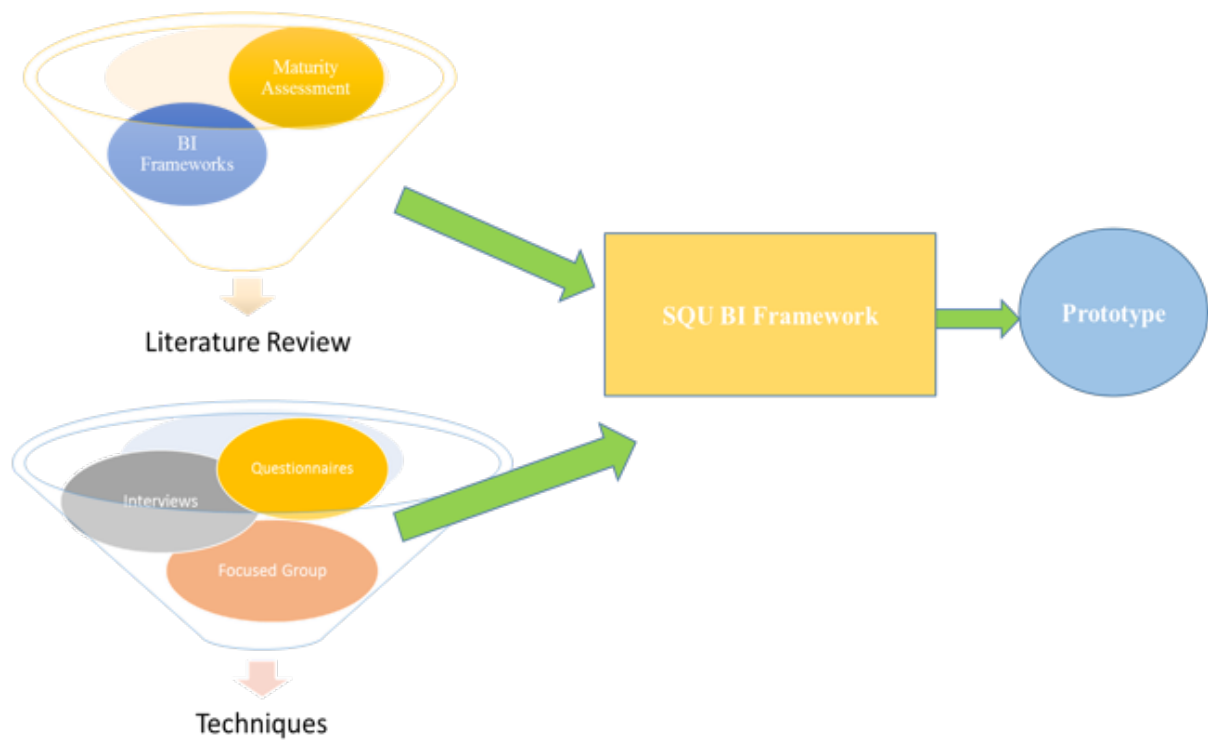 Maturity
Assessment
BI
Frameworks
Literature Review
Questionnaires
Interviews
Focused Group
Techniques
SQU BI Framework
Prototype